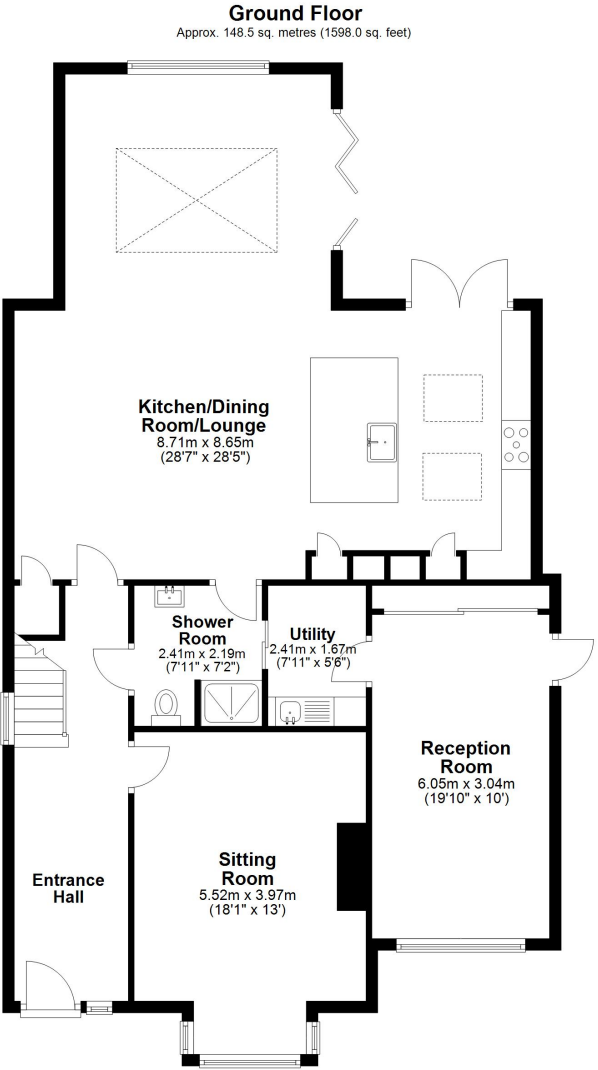 Ground Floor
Approx. 148.5 sq. metres (1598.0 sq. feet)
Kitchen/Dining
Room/Lounge
8.71m x 8.65m
(28'7" x 28'5")
Shower
Room
2.41m x 2.19m
(7'11" x 7'2")
Utility
2.41m x 1.67m
(7'11" x 5'6")
Reception
Room
6.05m x 3.04m
(19'10" x 10')
Sitting
Room
5.52m x 3.97m
(18'1" x 13')
Entrance
Hall